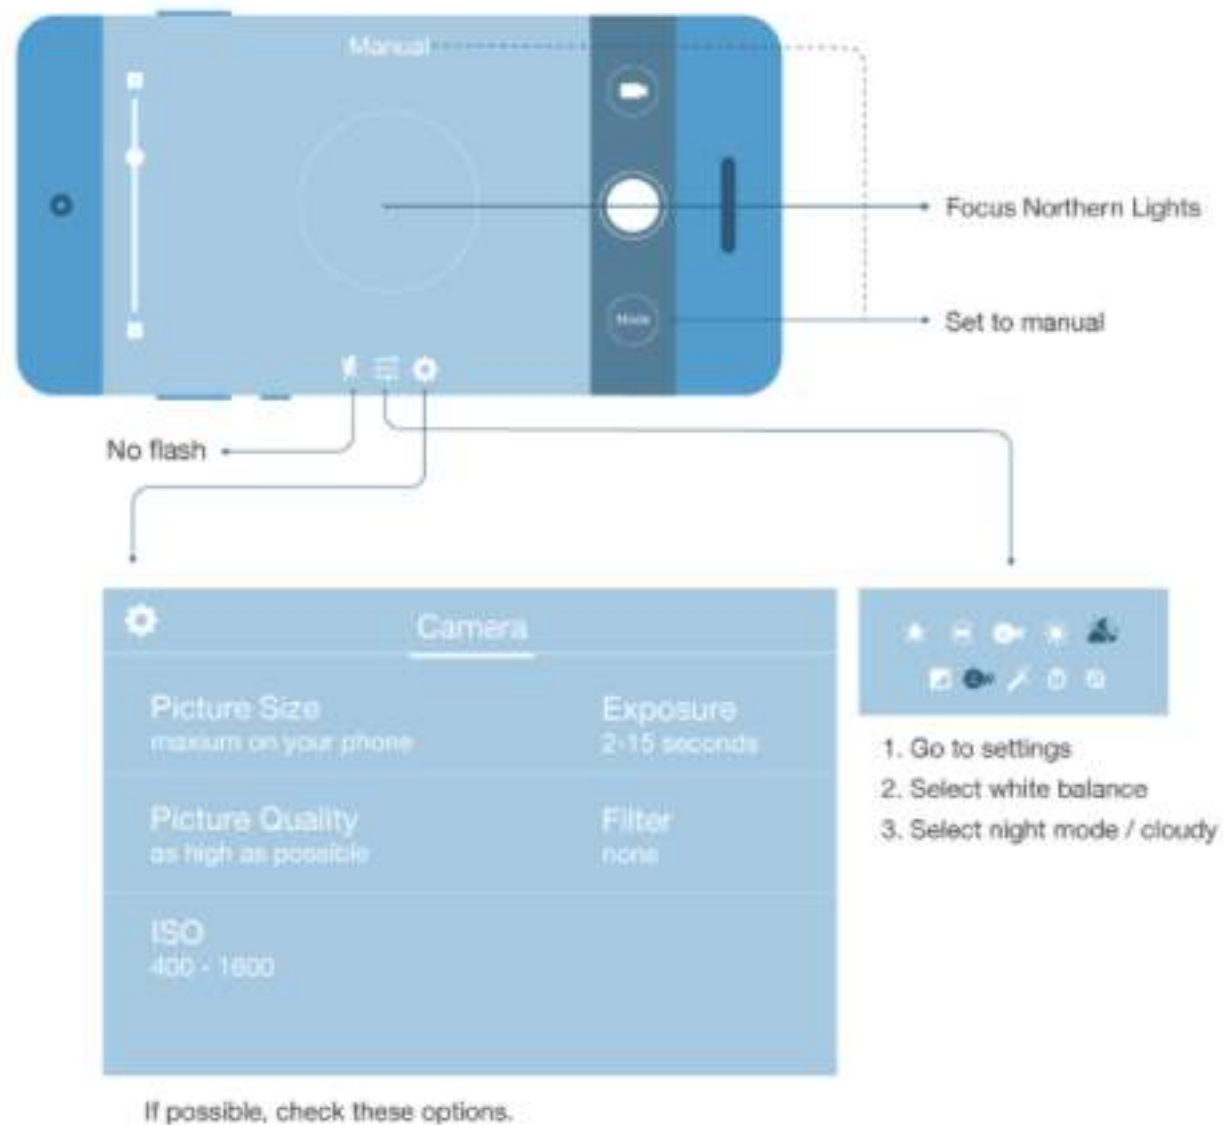 Manual
Focus Northern Lights
Mode
Set to manual
No flash
Camera
Picture Size
maxium on your phone
Exposure
2-15 seconds
Picture Quality
as high as possible
Filter
none
ISO
400 - 1600
1. Go to settings
2. Select white balance
3. Select night mode / cloudy
If possible, check these options.